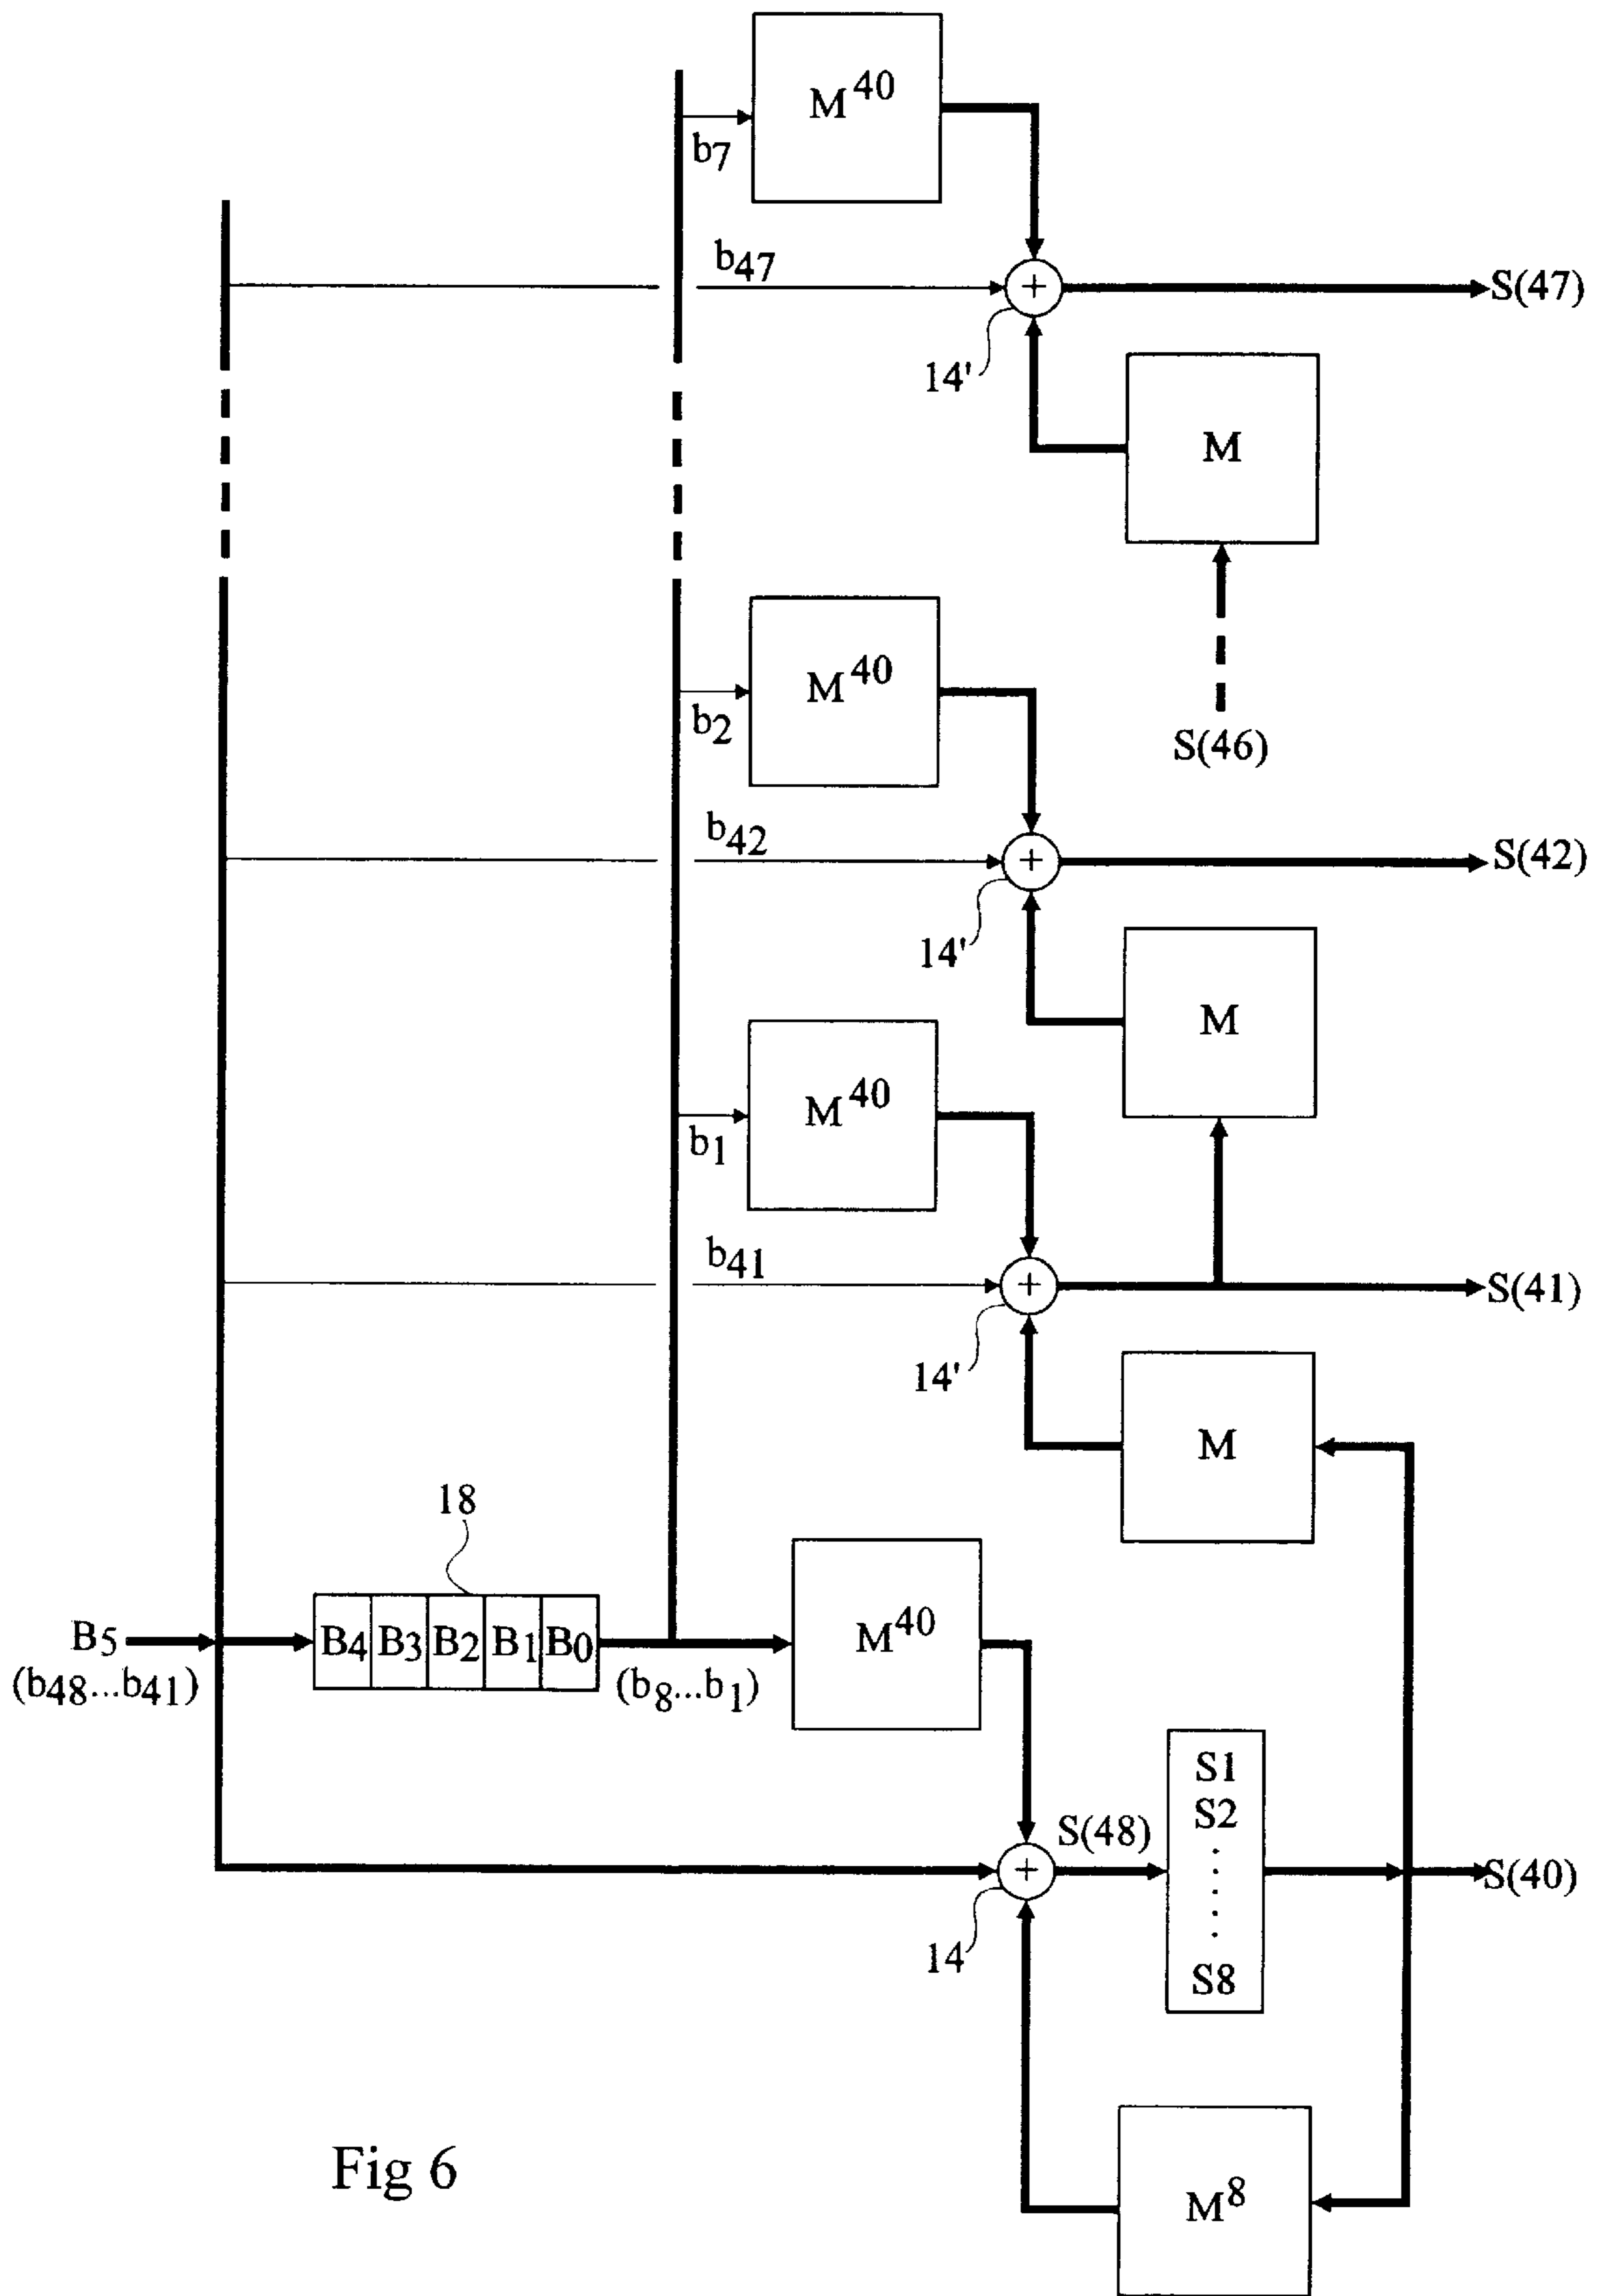 M⁴⁰
b₇
b₄₇
+
S(47)
14'
M
M⁴⁰
b₂
S(46)
b₄₂
+
S(42)
14'
M
M⁴⁰
b₁
b₄₁
+
S(41)
14'
M
18
B₅
B₄ B₃ B₂ B₁ B₀
M⁴⁰
(b₄₈...b₄₁)
(b₈...b₁)
S1
S2
S(48)
+
S(40)
14
S8
Fig 6
M⁸